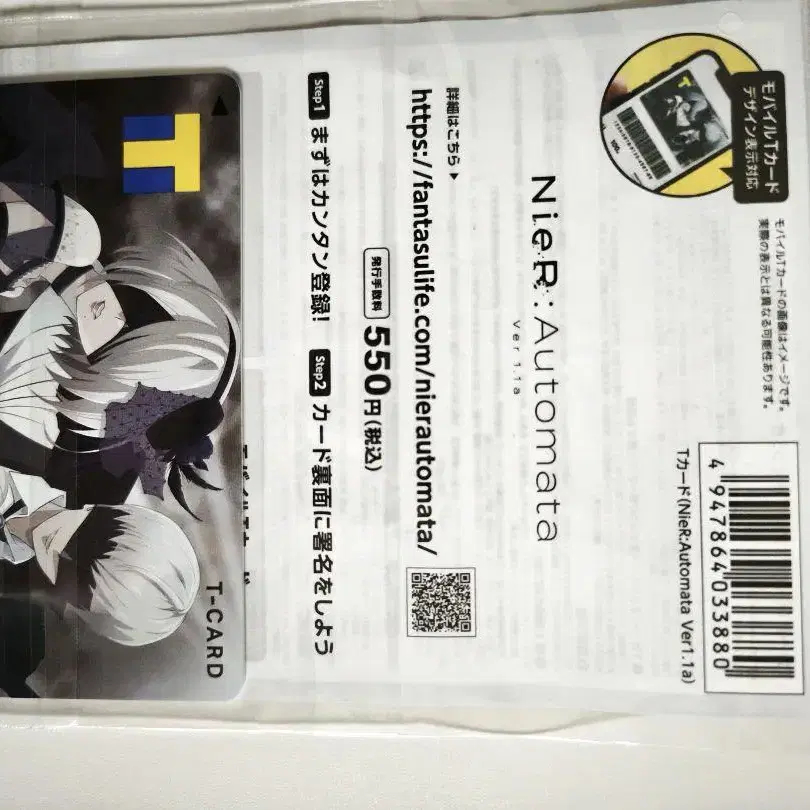 モバイルTカード
デザイン表示対応
モバイルTカードの画像はイメージです。
実際の表示とは異なる可能性があります。
4 947864 033880
Tカード(NieR:Automata Ver1.1a)
NieR:Automata
Ver1.1a
詳細はこちら ▶
https://fantasulife.com/nierautomata/
発行手数料 550円(税込)
Step1 まずはカンタン登録! Step2 カード裏面に署名をしよう
T
T-CARD